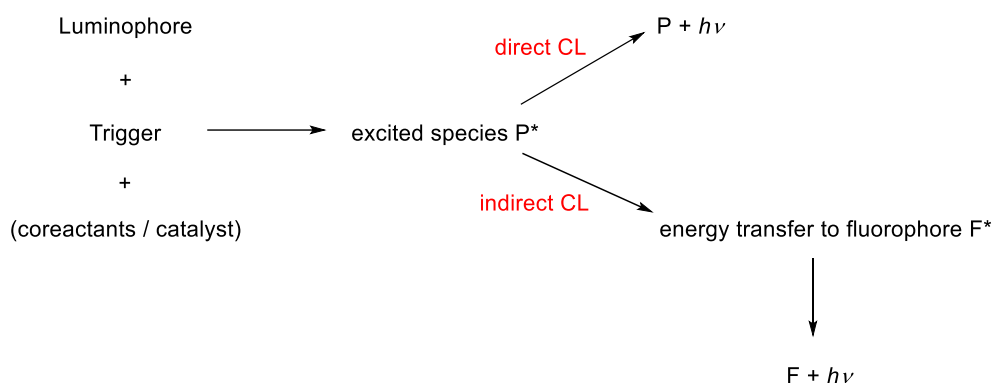 Luminophore
+
Trigger
+
(coreactants / catalyst)
excited species P*
direct CL
P + hν
indirect CL
energy transfer to fluorophore F*
F + hν